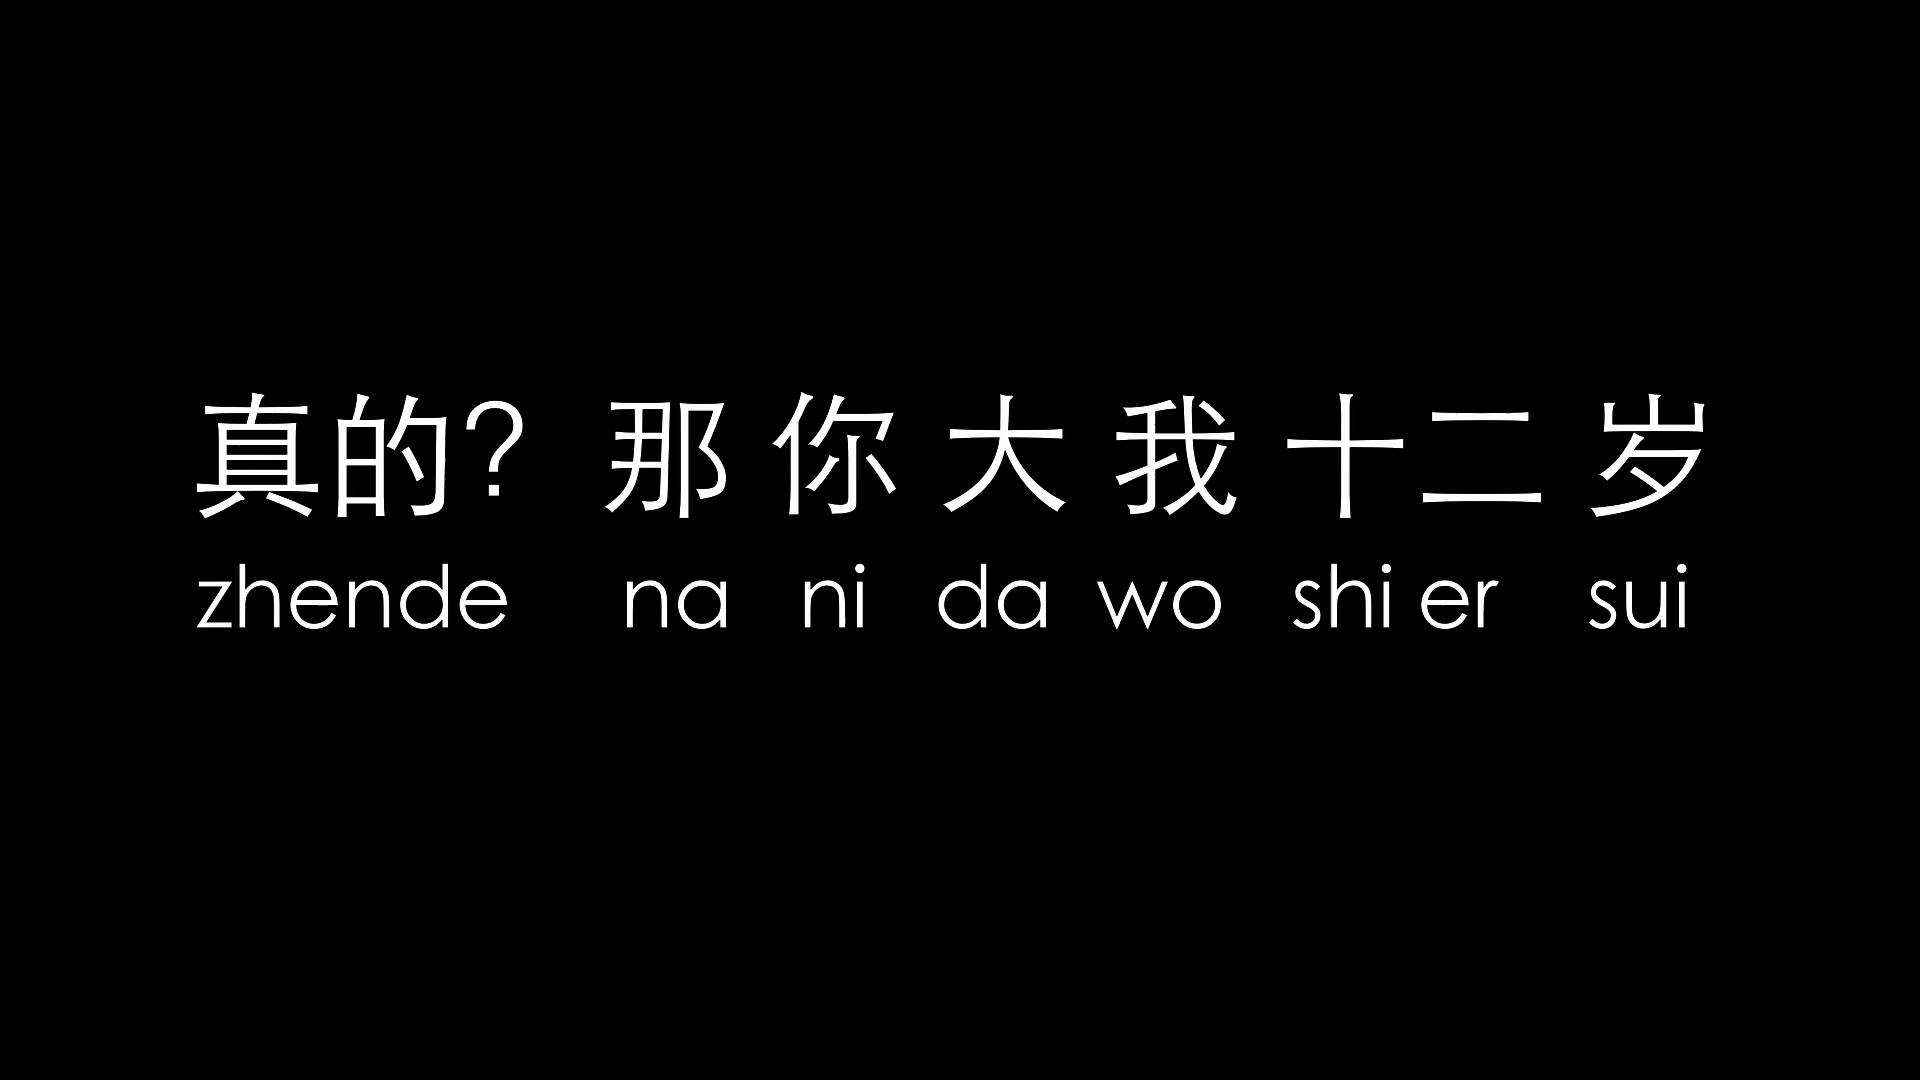 真的? 那 你 大 我 十二 岁
zhende na ni da wo shi er sui